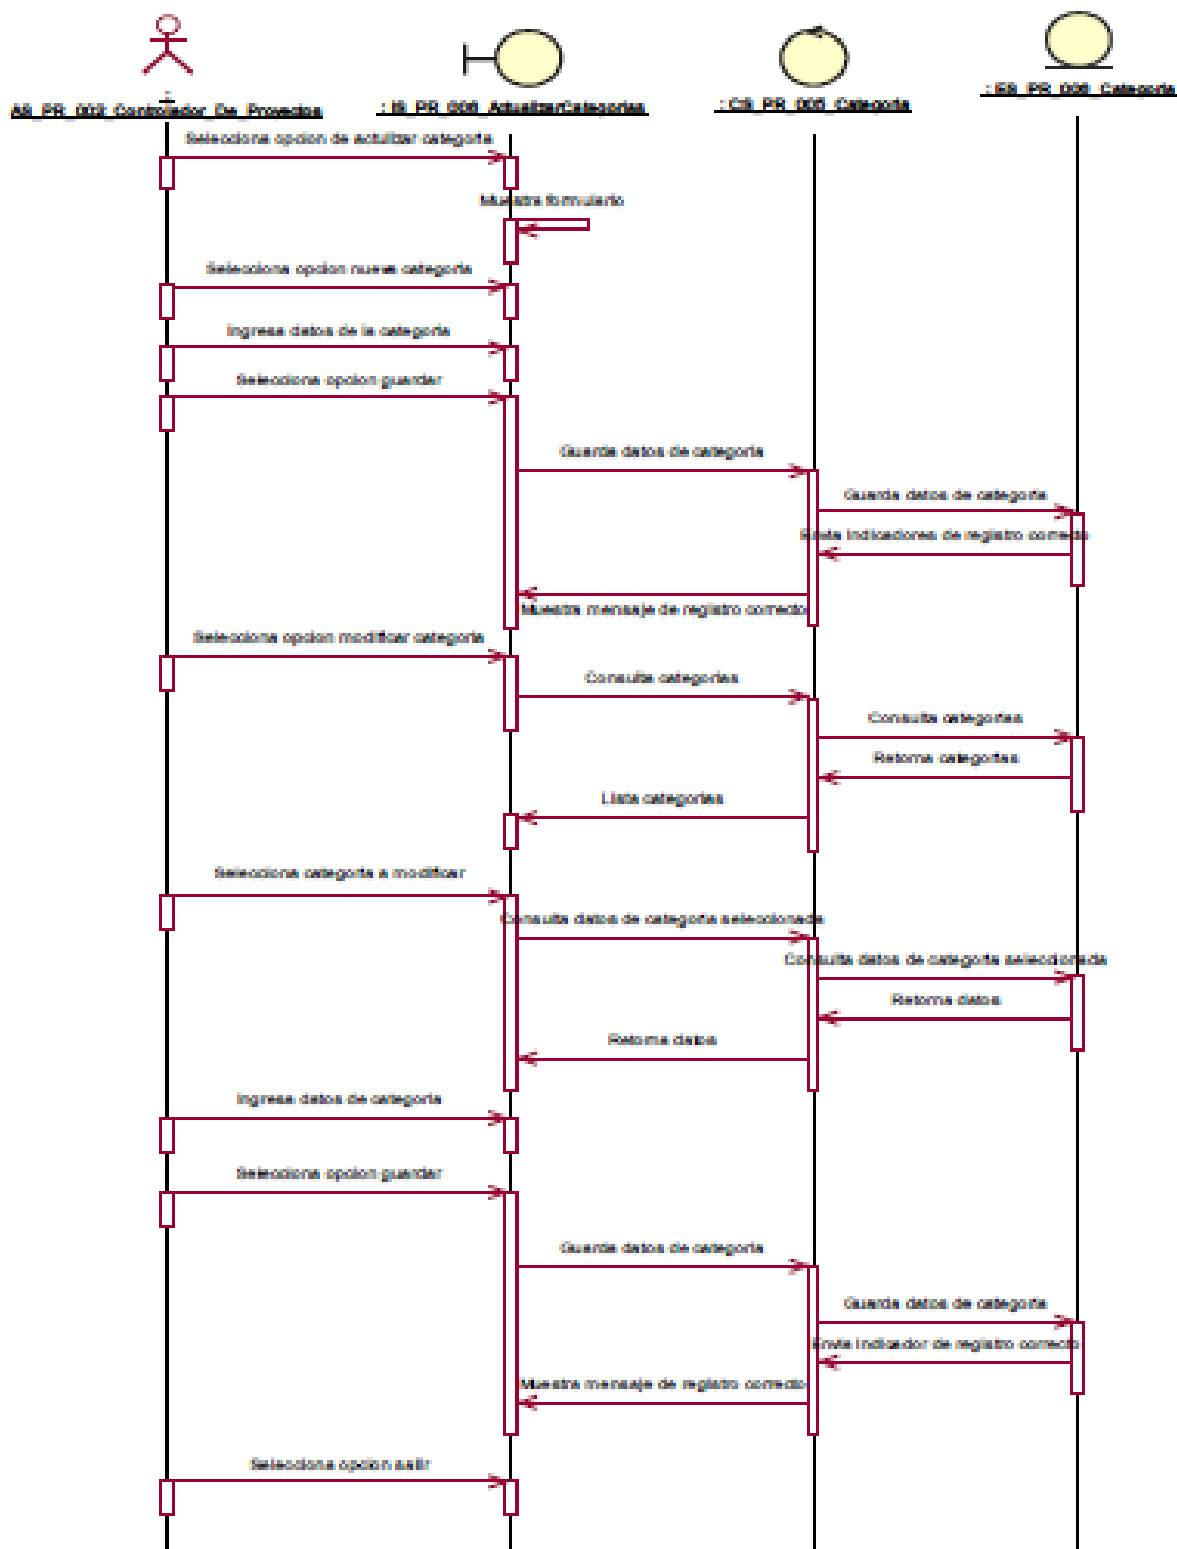 :
AS_PR_003_Controlador_De_Proyectos
: IS_PR_006_ActualizarCategorias
: CS_PR_005_Categoria
: ES_PR_006_Categoria
Selecciona opcion de actulizar categoria
Muestra formulario
Selecciona opcion nueva categoria
Ingresa datos de la categoria
Selecciona opcion guardar
Guarda datos de categoria
Guarda datos de categoria
Envia indicadores de registro correcto
Muestra mensaje de registro correcto
Selecciona opcion modificar categoria
Consulta categorias
Consulta categorias
Retorna categorias
Lista categorias
Selecciona categoria a modificar
Consulta datos de categoria seleccionada
Consulta datos de categoria seleccionada
Retorna datos
Retorna datos
Ingresa datos de categoria
Selecciona opcion guardar
Guarda datos de categoria
Guarda datos de categoria
Envia indicador de registro correcto
Muestra mensaje de registro correcto
Selecciona opcion salir